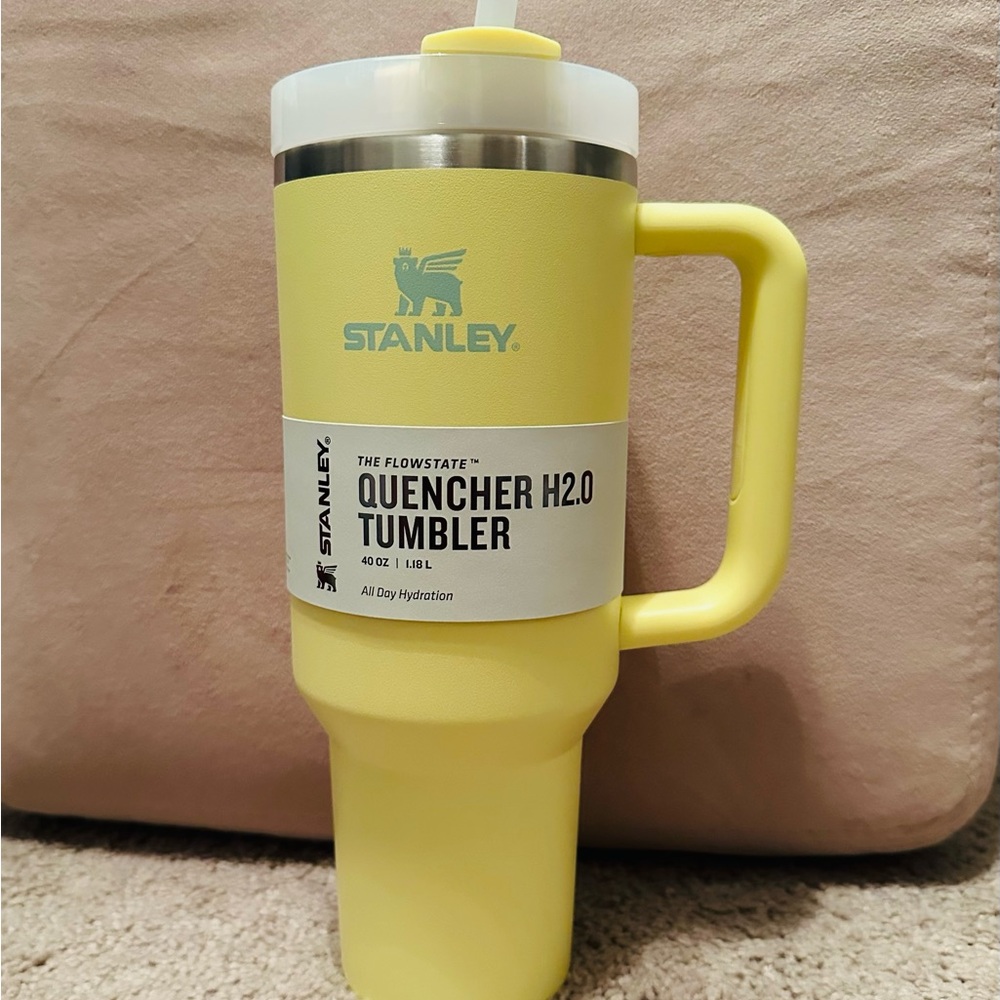 STANLEY®
STANLEY®
THE FLOWSTATE™
QUENCHER H2.0
TUMBLER
40 OZ | 1.18 L
All Day Hydration